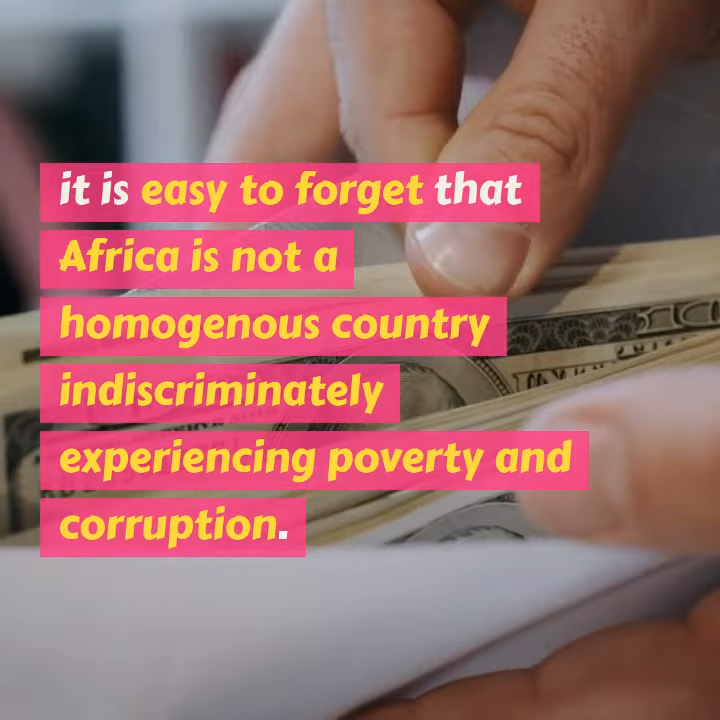 it is easy to forget that
Africa is not a
homogenous country
indiscriminately
experiencing poverty and
corruption.